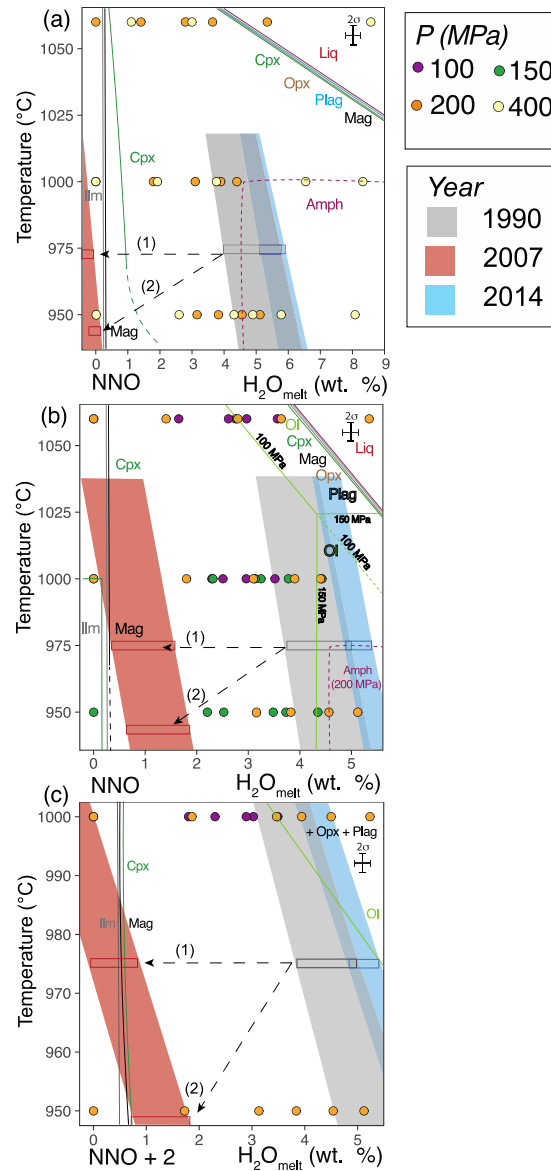 (a)
1050
1025
1000
975
950
Temperature (°C)
2σ
Liq
Cpx
Opx
Plag
Mag
Cpx
Ilm
Amph
(1)
(2)
Mag
0 1 2 3 4 5 6 7 8 9
NNO H₂Omelt (wt. %)
P (MPa)
100 150
200 400
Year
1990
2007
2014
(b)
1050
1025
1000
975
950
Temperature (°C)
2σ
Ol
Cpx
Mag
Liq
Opx
Plag
100 MPa
150 MPa
100 MPa
Cpx
Ol
150 MPa
Ilm
Mag
(1)
(2)
Amph
(200 MPa)
0 1 2 3 4 5
NNO H₂Omelt (wt. %)
(c)
1000
990
980
970
960
950
Temperature (°C)
+ Opx + Plag
2σ
Cpx
Ilm
Mag
Ol
(1)
(2)
0 1 2 3 4 5
NNO + 2 H₂Omelt (wt. %)